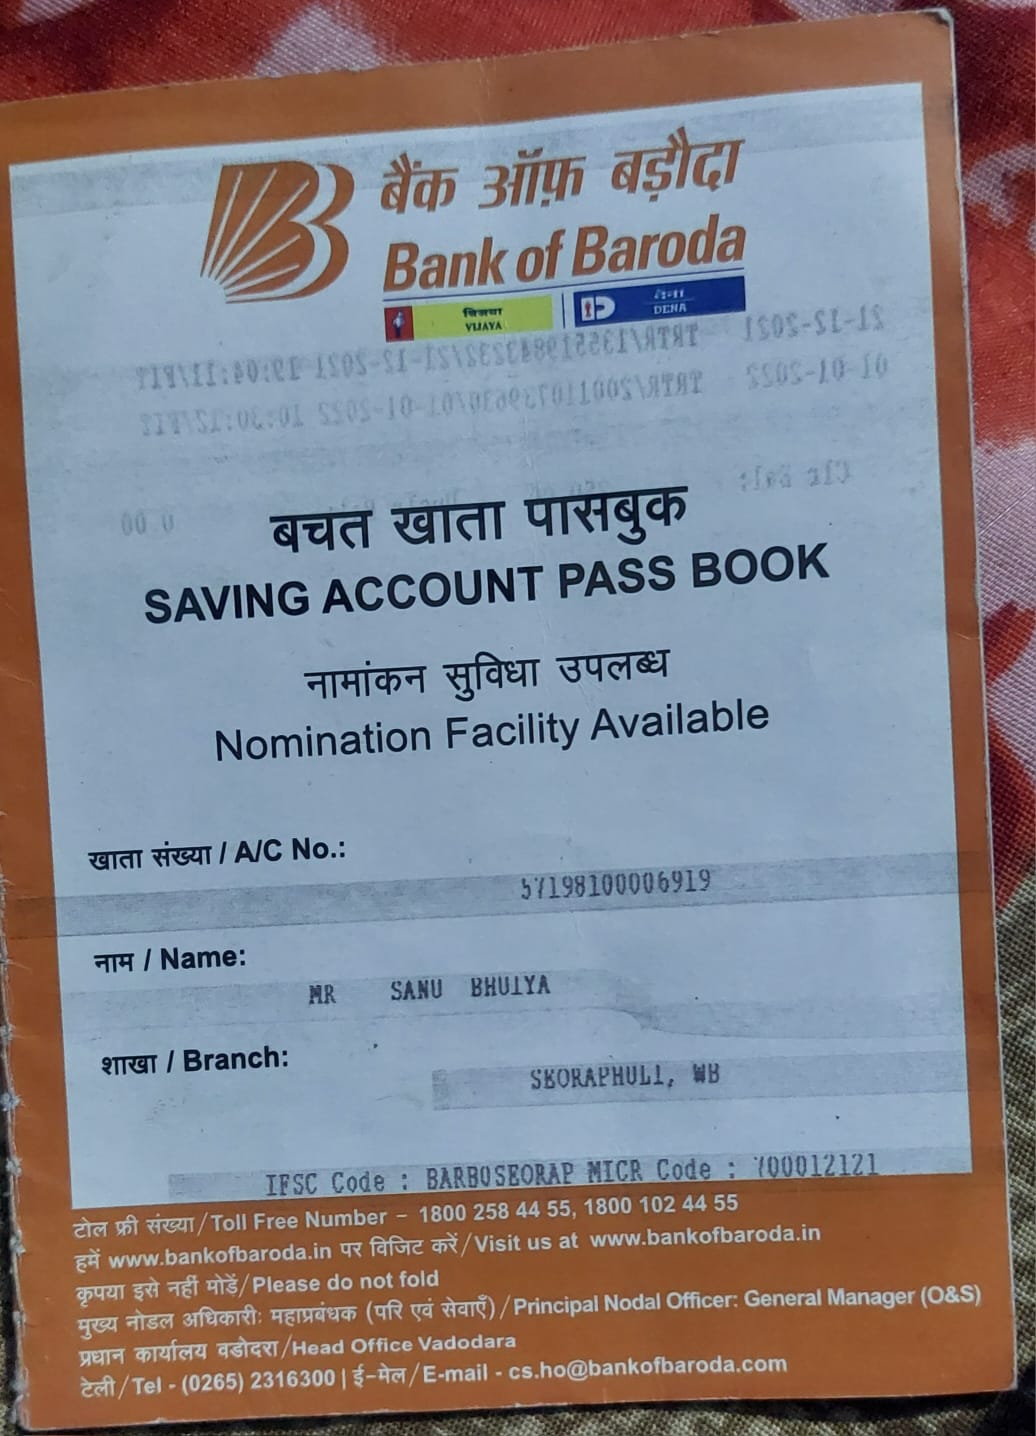 बैंक ऑफ़ बड़ौदा
Bank of Baroda
विजया
VIJAYA
देना
DENA
बचत खाता पासबुक
SAVING ACCOUNT PASS BOOK
नामांकन सुविधा उपलब्ध
Nomination Facility Available
खाता संख्या / A/C No.:
57198100006919
नाम / Name:
MR SANU BHUIYA
शाखा / Branch:
SEORAPHULI, WB
IFSC Code : BARB0SEORAP MICR Code : 700012121
टोल फ्री संख्या/Toll Free Number – 1800 258 44 55, 1800 102 44 55
हमें www.bankofbaroda.in पर विजिट करें/Visit us at www.bankofbaroda.in
कृपया इसे नहीं मोड़ें/Please do not fold
मुख्य नोडल अधिकारी: महाप्रबंधक (परि एवं सेवाएँ)/Principal Nodal Officer: General Manager (O&S)
प्रधान कार्यालय वडोदरा/Head Office Vadodara
टेली/Tel - (0265) 2316300 | ई-मेल/E-mail - cs.ho@bankofbaroda.com